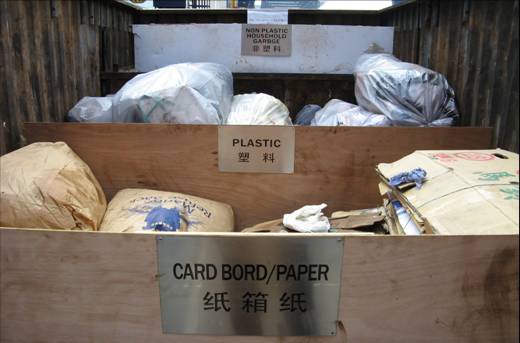 NON PLASTIC
HOUSEHOLD
GARBGE
非塑料
PLASTIC
塑料
CARD BORD/PAPER
纸箱纸